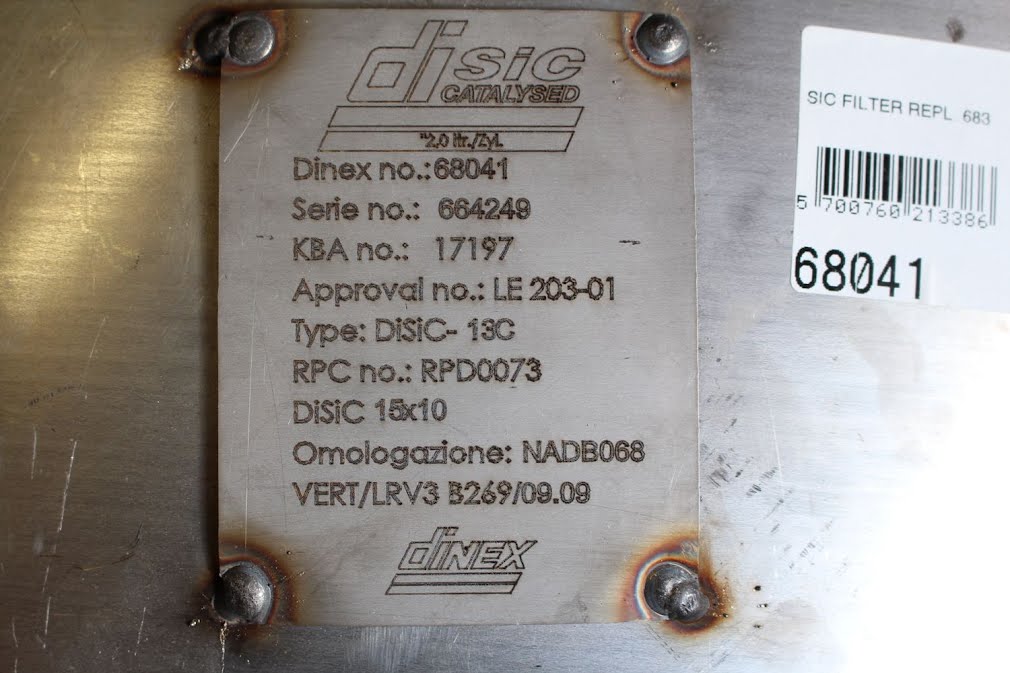 diSiC
CATALYSED
"2,0 ltr./Zyl.
Dinex no.:68041
Serie no.: 664249
KBA no.: 17197
Approval no.: LE 203-01
Type: DiSiC- 13C
RPC no.: RPD0073
DiSiC 15x10
Omologazione: NADB068
VERT/LRV3 B269/09.09
diNEX
SIC FILTER REPL 683
5 700760 213386
68041